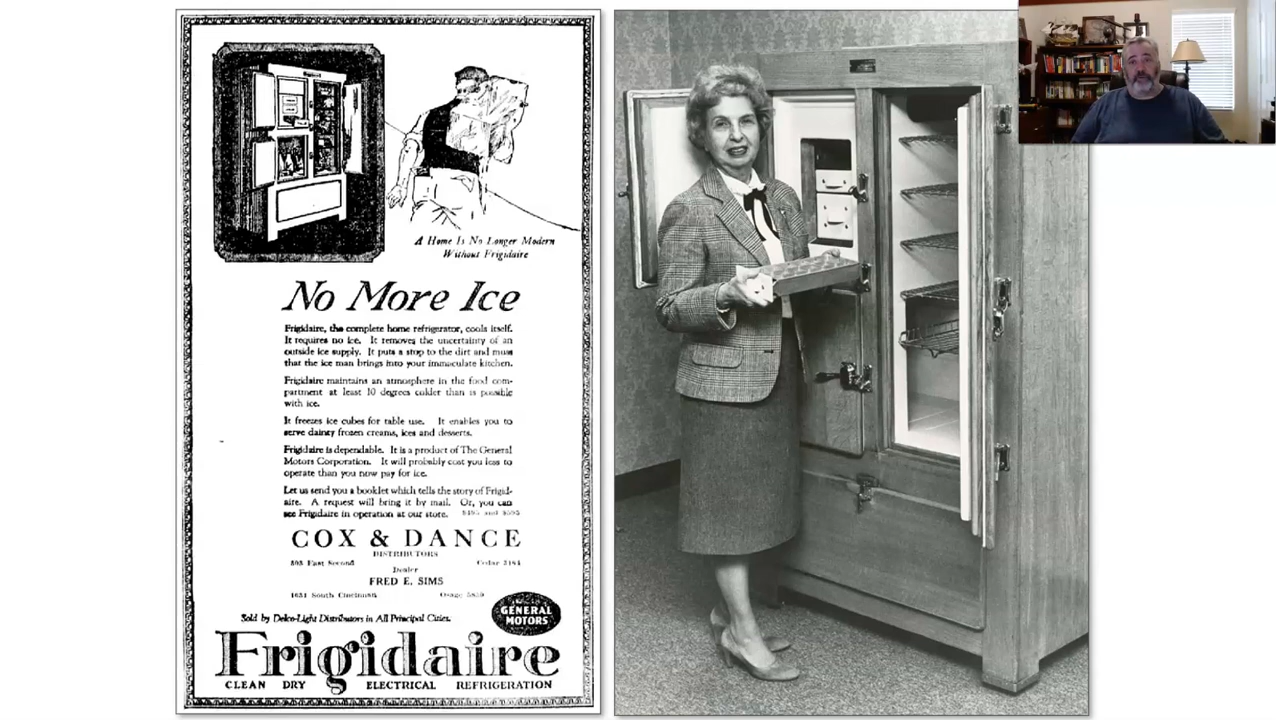 A Home Is No Longer Modern
Without Frigidaire
No More Ice
Frigidaire, the complete home refrigerator, cools itself.
It requires no ice. It removes the uncertainty of an
outside ice supply. It puts a stop to the dirt and muss
that the ice man brings into your immaculate kitchen.
Frigidaire maintains an atmosphere in the food com-
partment at least 10 degrees colder than is possible
with ice.
It freezes ice cubes for table use. It enables you to
serve dainty frozen creams, ices and desserts.
Frigidaire is dependable. It is a product of The General
Motors Corporation. It will probably cost you less to
operate than you now pay for ice.
Let us send you a booklet which tells the story of Frigid-
aire. A request will bring it by mail. Or, you can
see Frigidaire in operation at our store.
COX & DANCE
DISTRIBUTORS
East Second Cedar
Dealer
FRED E. SIMS
South Cincinnati Osage
GENERAL
MOTORS
Sold by Delco-Light Distributors in All Principal Cities.
Frigidaire
CLEAN DRY ELECTRICAL REFRIGERATION